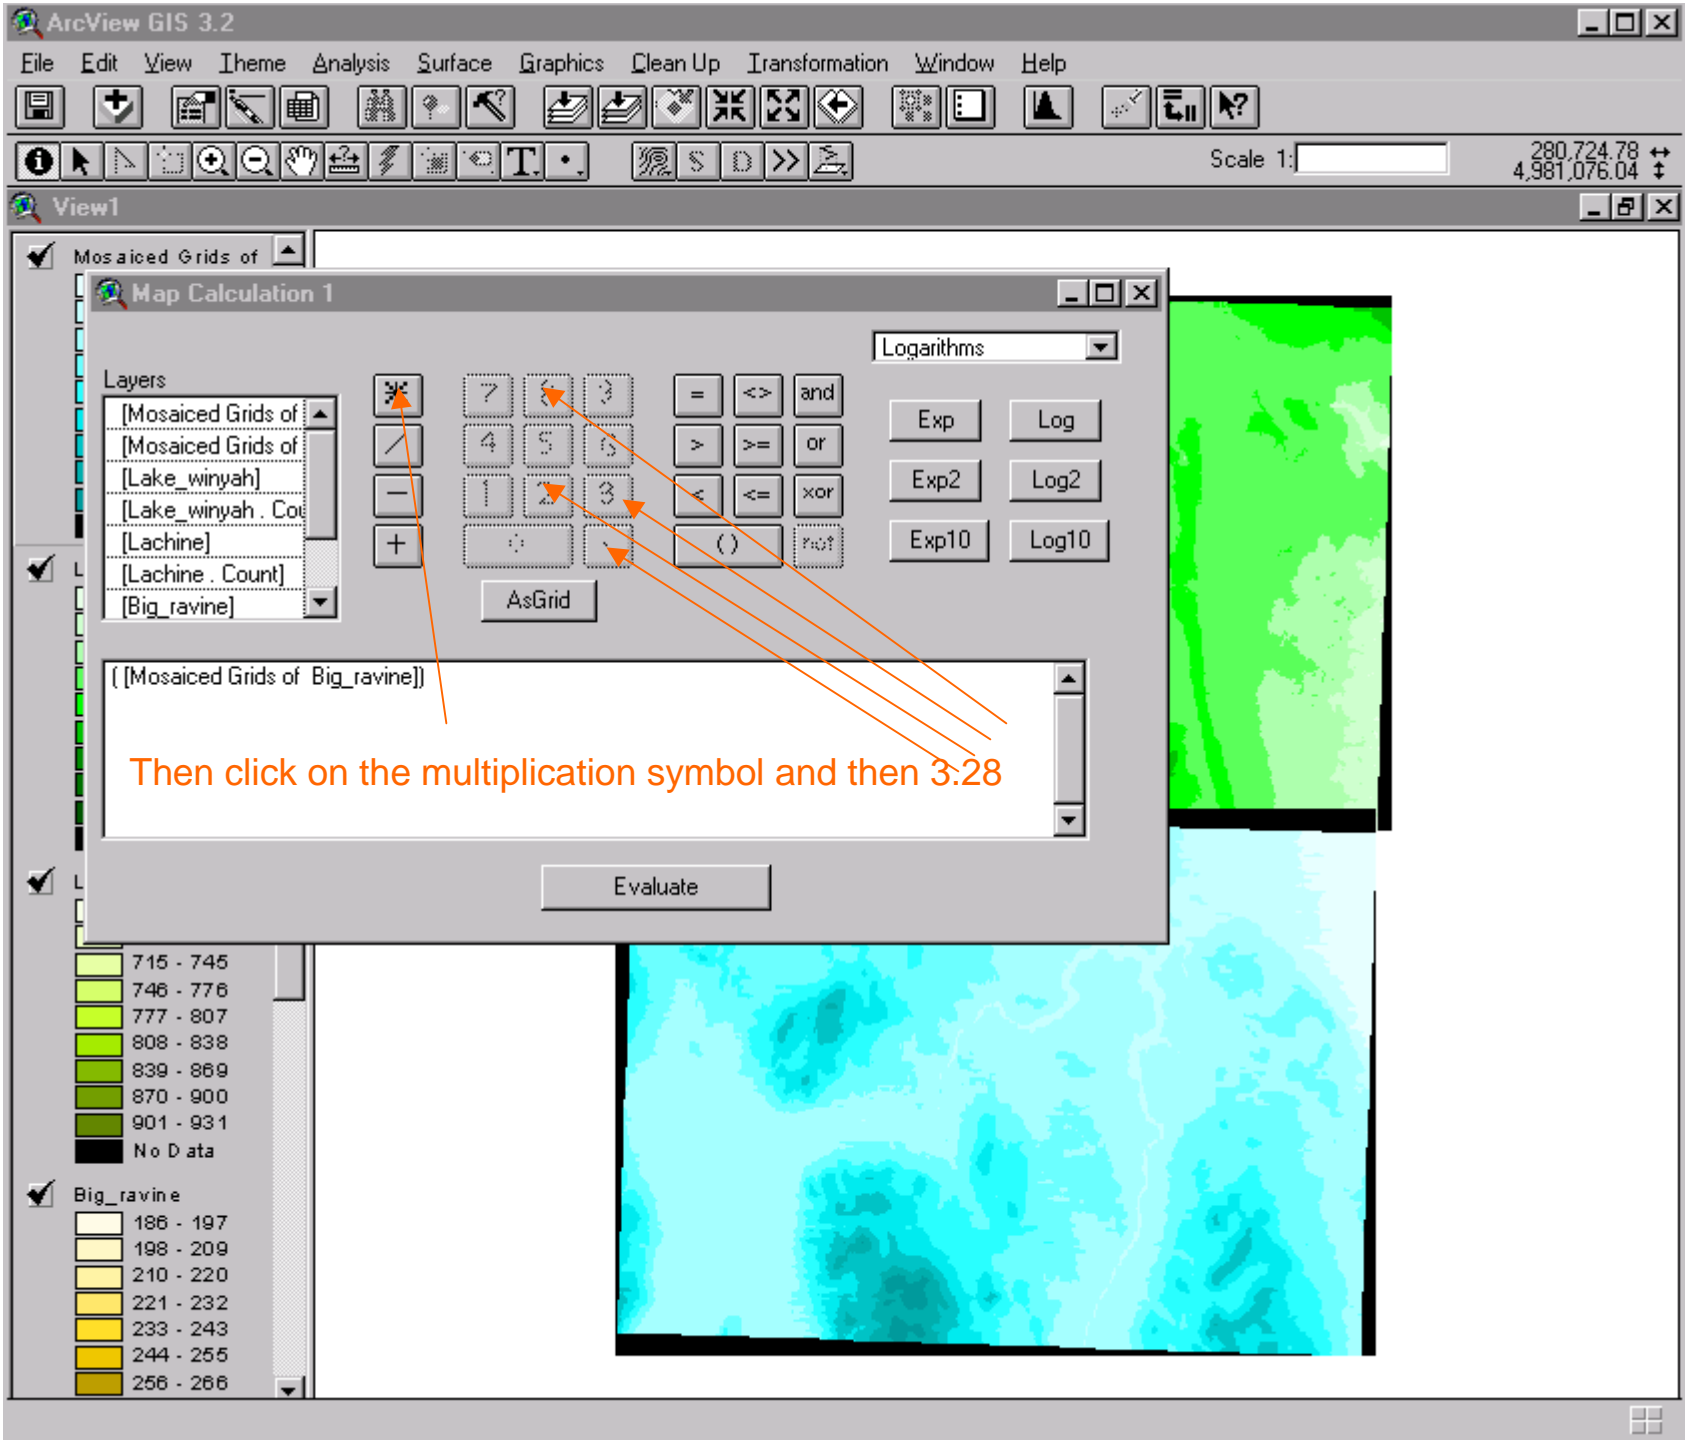 ArcView GIS 3.2
File Edit View Theme Analysis Surface Graphics Clean Up Transformation Window Help
Scale 1:
280,724.78
4,981,076.04
View1
Mosaiced Grids of
Map Calculation 1
Logarithms
Layers
[Mosaiced Grids of
[Mosaiced Grids of
[Lake_winyah]
[Lake_winyah . Cou
[Lachine]
[Lachine . Count]
[Big_ravine]
7 8 9
4 5 6
1 2 3
0 .
* / - +
= <> and
> >= or
< <= xor
() not
AsGrid
Exp Log
Exp2 Log2
Exp10 Log10
( [Mosaiced Grids of Big_ravine])
Then click on the multiplication symbol and then 3.28
Evaluate
L
L
715 - 745
746 - 776
777 - 807
808 - 838
839 - 869
870 - 900
901 - 931
No Data
Big_ravine
186 - 197
198 - 209
210 - 220
221 - 232
233 - 243
244 - 255
256 - 266